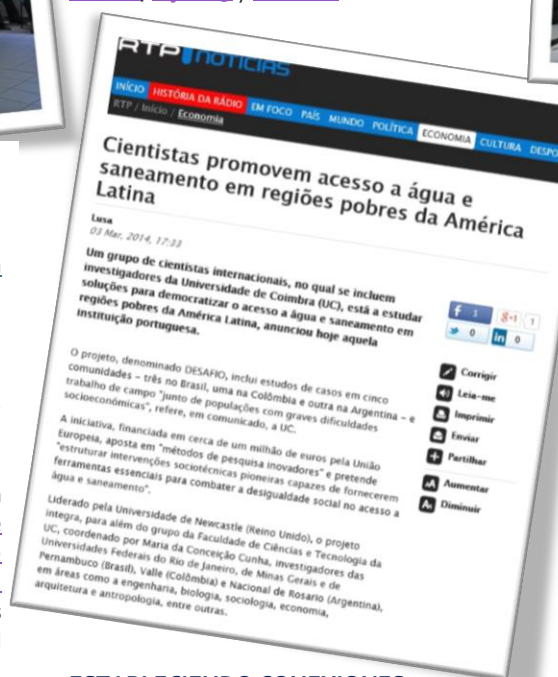 RTP NOTÍCIAS
INÍCIO HISTÓRIA DA RÁDIO EM FOCO PAÍS MUNDO POLÍTICA ECONOMIA CULTURA DESPO
RTP / Início / Economia
Cientistas promovem acesso a água e
saneamento em regiões pobres da América
Latina
Lusa
03 Mar, 2014, 17:33
Um grupo de cientistas internacionais, no qual se incluem
investigadores da Universidade de Coimbra (UC), está a estudar
soluções para democratizar o acesso a água e saneamento em
regiões pobres da América Latina, anunciou hoje aquela
instituição portuguesa.
f 1 g+1 1
0 in 0
Corrigir
Leia-me
Imprimir
Enviar
Partilhar
Aumentar
Diminuir
O projeto, denominado DESAFIO, inclui estudos de casos em cinco
comunidades – três no Brasil, uma na Colômbia e outra na Argentina – e
trabalho de campo "junto de populações com graves dificuldades
socioeconómicas", refere, em comunicado, a UC.
A iniciativa, financiada em cerca de um milhão de euros pela União
Europeia, aposta em "métodos de pesquisa inovadores" e pretende
"estruturar intervenções sociotécnicas pioneiras capazes de fornecerem
ferramentas essenciais para combater a desigualdade social no acesso a
água e saneamento".
Liderado pela Universidade de Newcastle (Reino Unido), o projeto
integra, para além do grupo da Faculdade de Ciências e Tecnologia da
UC, coordenado por Maria da Conceição Cunha, investigadores das
Universidades Federais do Rio de Janeiro, de Minas Gerais e de
Pernambuco (Brasil), Valle (Colômbia) e Nacional de Rosario (Argentina),
em áreas como a engenharia, biologia, sociologia, economia,
arquitetura e antropologia, entre outras.